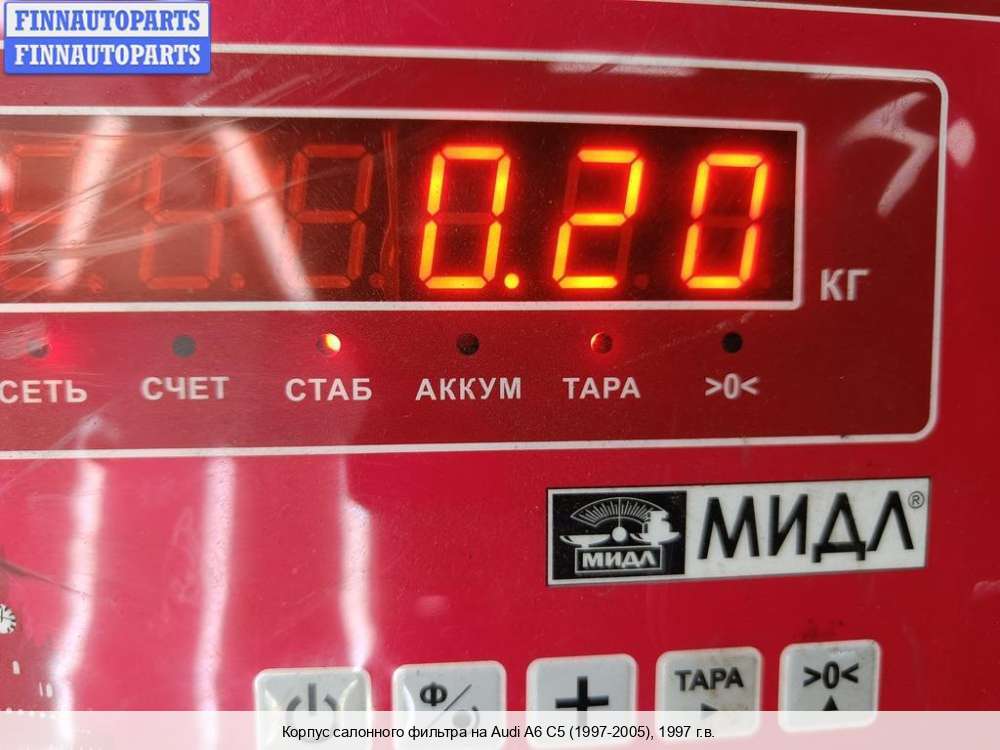 FINNAUTOPARTS
FINNAUTOPARTS
0.20
КГ
СЕТЬ СЧЕТ СТАБ АККУМ ТАРА >0<
МИДЛ МИДЛ®
Ф ТАРА >0<
Корпус салонного фильтра на Audi A6 C5 (1997-2005), 1997 г.в.